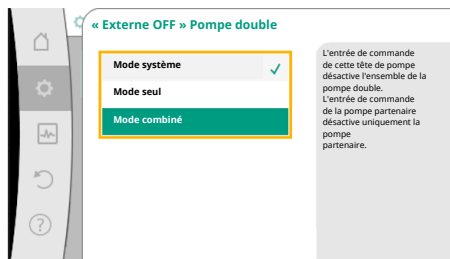 « Externe OFF » Pompe double
Mode système
Mode seul
Mode combiné
L'entrée de commande
de cette tête de pompe
désactive l'ensemble de la
pompe double.
L'entrée de commande
de la pompe partenaire
désactive uniquement la
pompe
partenaire.
?